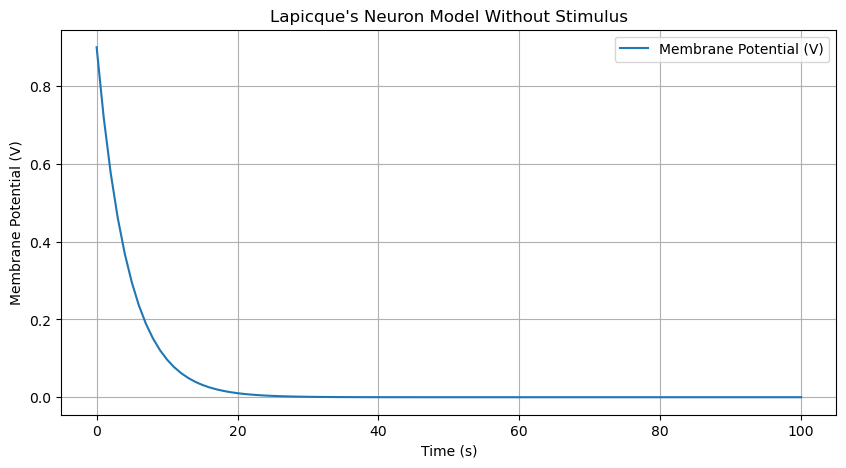 Lapicque's Neuron Model Without Stimulus
Membrane Potential (V)
Membrane Potential (V)
0.8
0.6
0.4
0.2
0.0
0 20 40 60 80 100
Time (s)